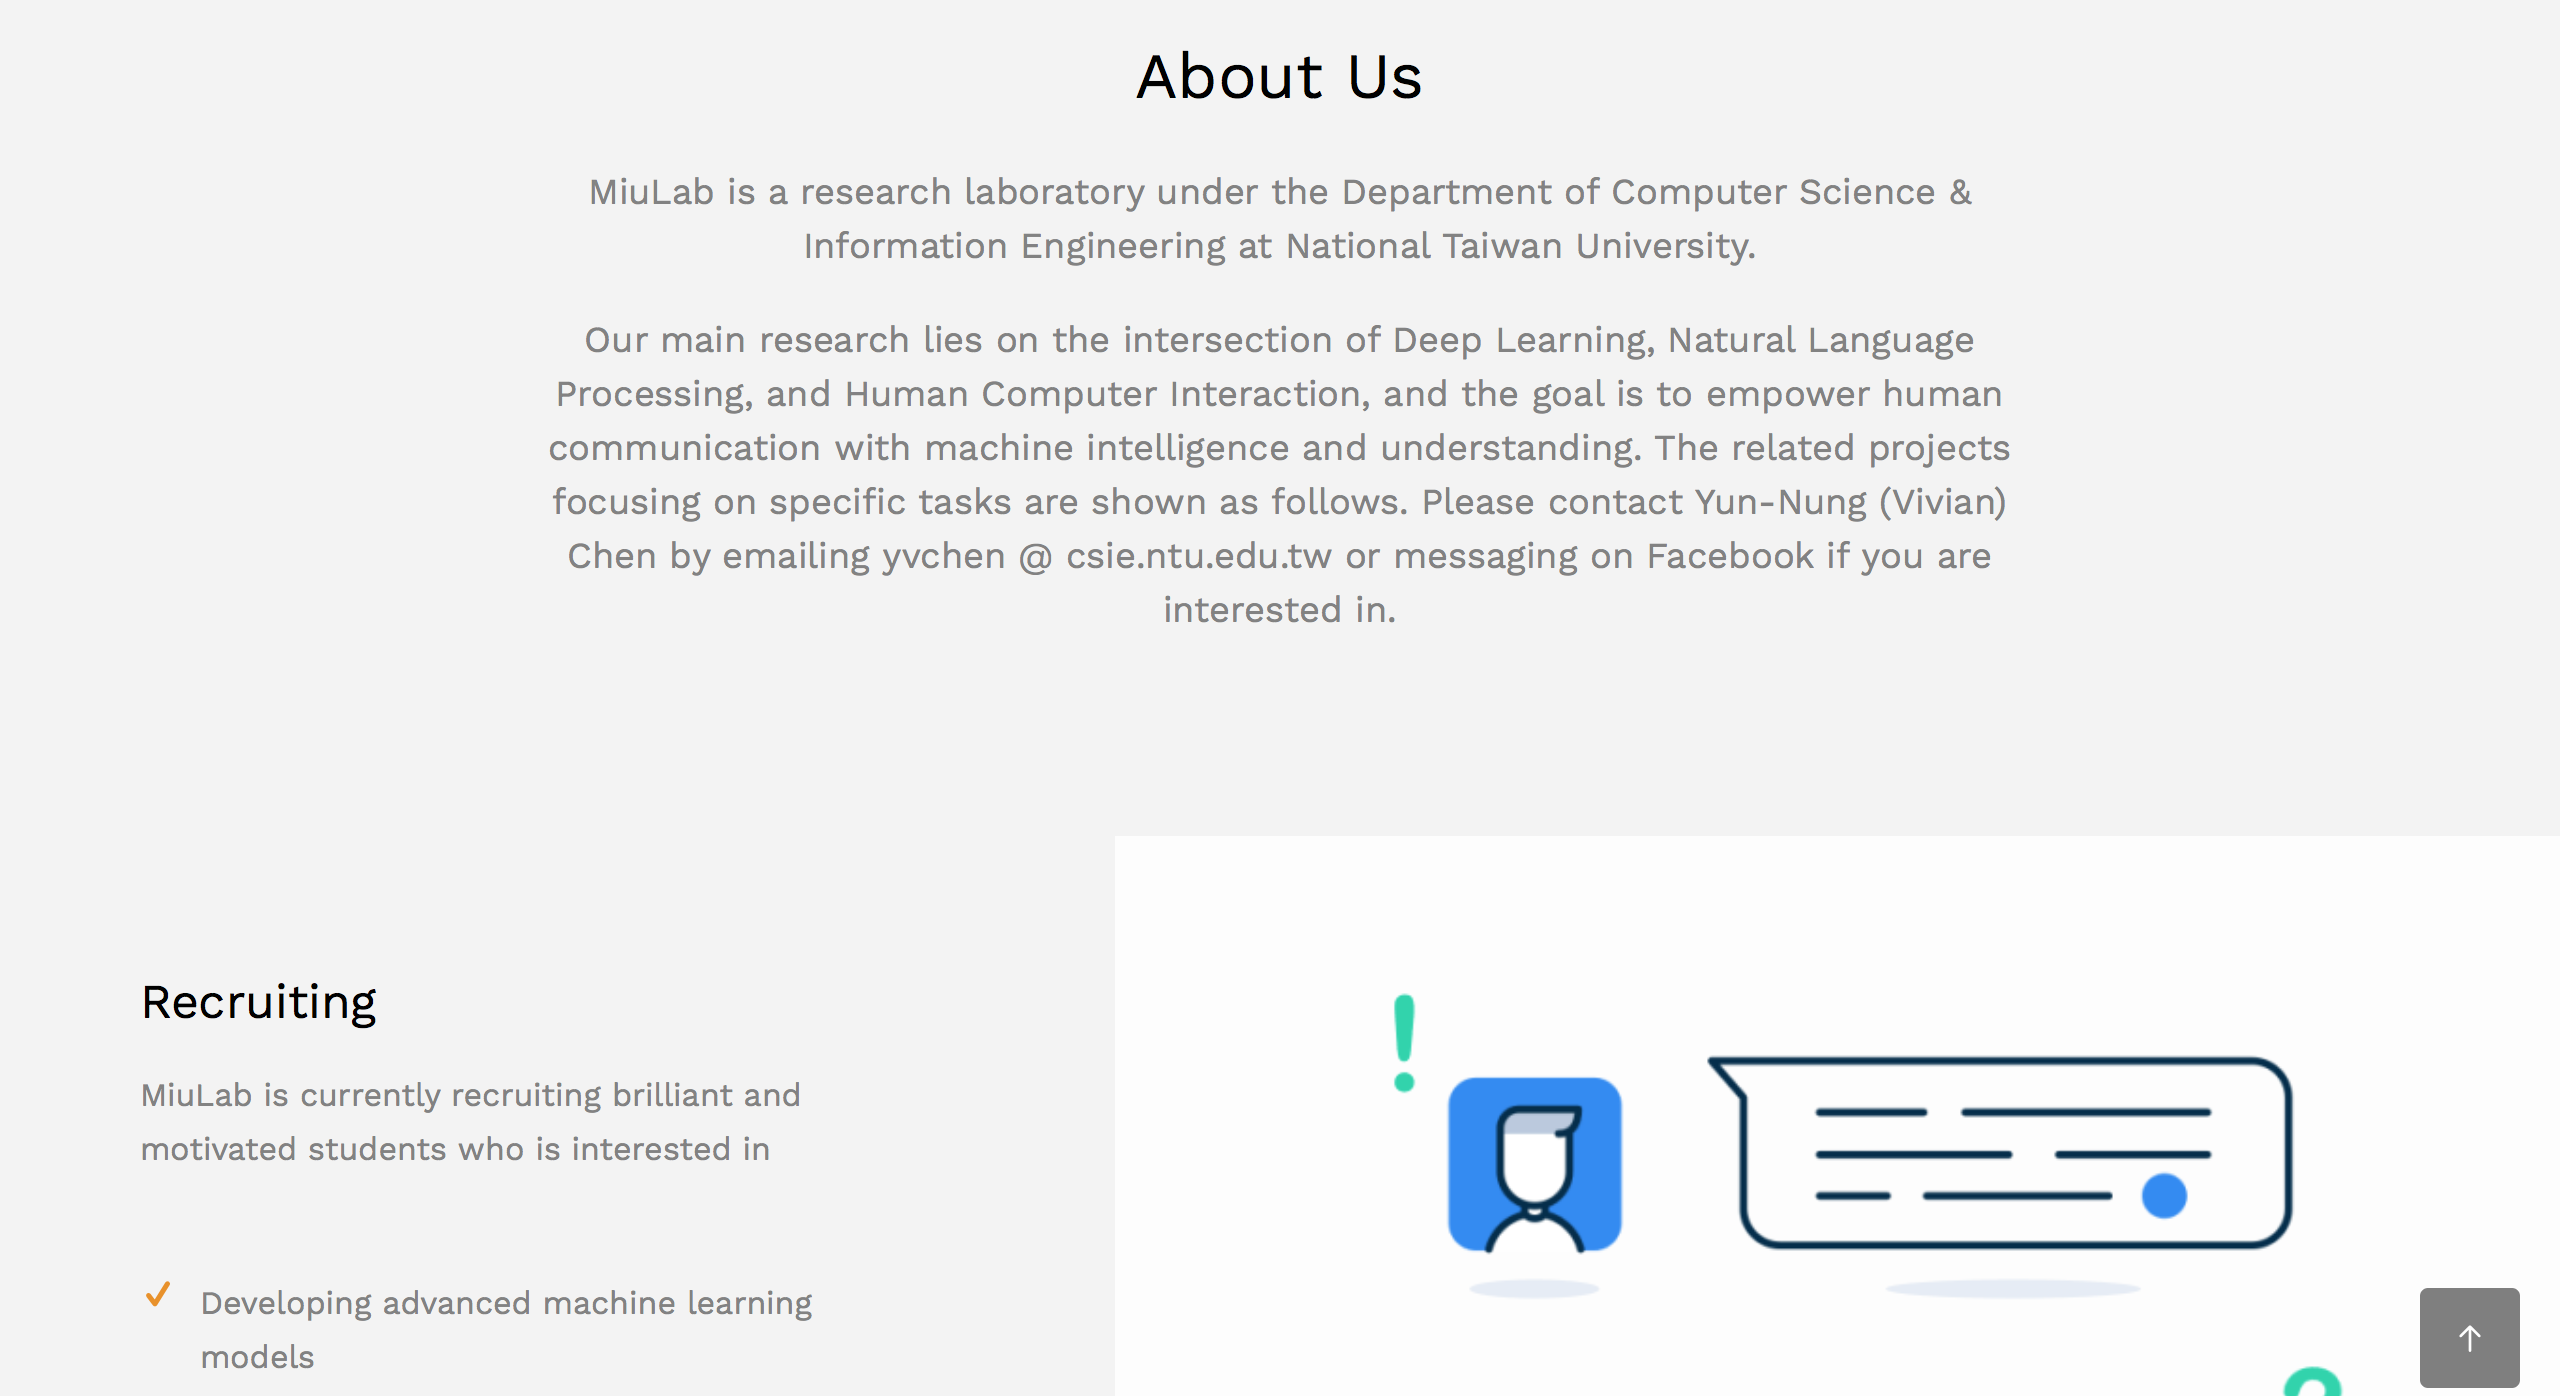 About Us
MiuLab is a research laboratory under the Department of Computer Science &
Information Engineering at National Taiwan University.
Our main research lies on the intersection of Deep Learning, Natural Language
Processing, and Human Computer Interaction, and the goal is to empower human
communication with machine intelligence and understanding. The related projects
focusing on specific tasks are shown as follows. Please contact Yun-Nung (Vivian)
Chen by emailing yvchen @ csie.ntu.edu.tw or messaging on Facebook if you are
interested in.
Recruiting
MiuLab is currently recruiting brilliant and
motivated students who is interested in
Developing advanced machine learning
models
!